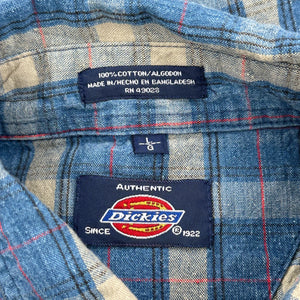 100% COTTON/ALGODON
MADE IN/HECHO EN BANGLADESH
RN 49028
L
G
AUTHENTIC
Dickies
SINCE ® 1922